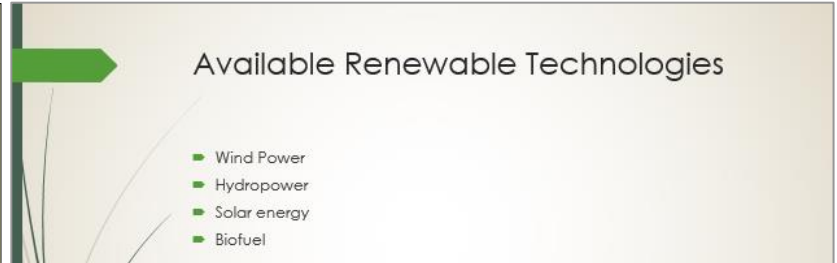 Available Renewable Technologies
Wind Power
Hydropower
Solar energy
Biofuel